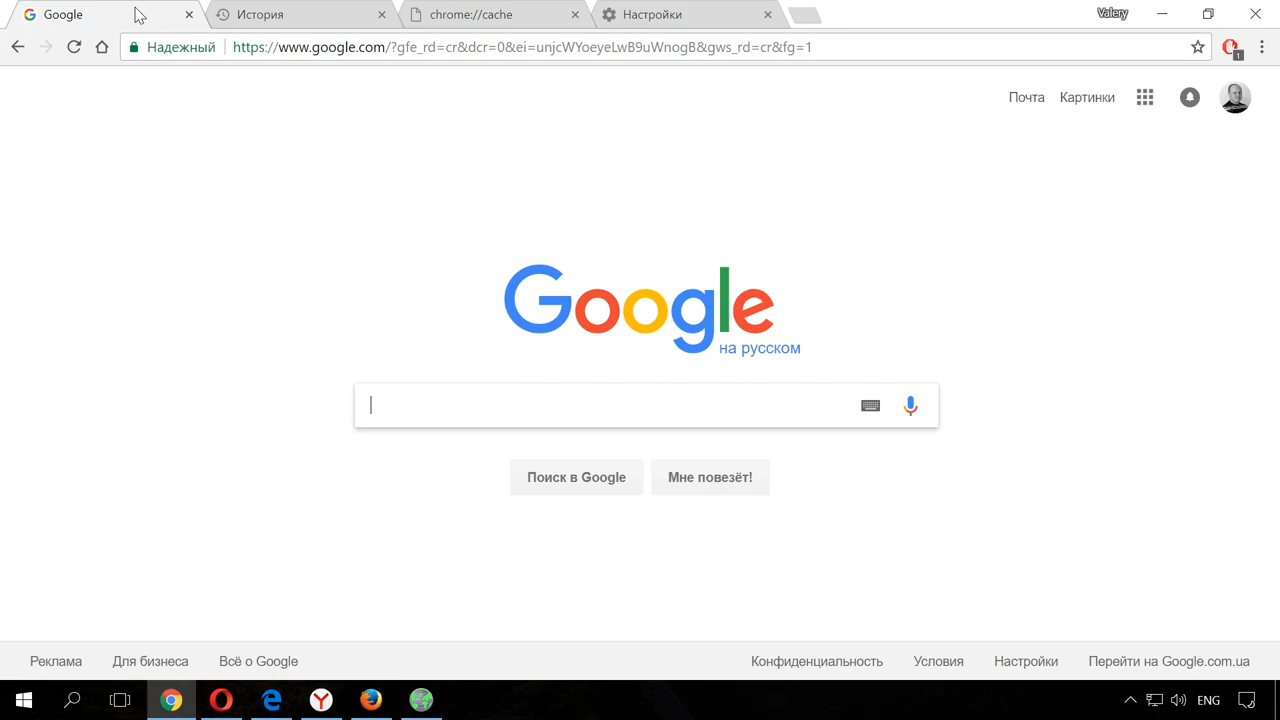 Google
История
chrome://cache
Настройки
Valery
Надежный
https://www.google.com/?gfe_rd=cr&dcr=0&ei=unjcWYoeyeLwB9uWnogB&gws_rd=cr&fg=1
1
Почта
Картинки
Google
на русском
Поиск в Google
Мне повезёт!
Реклама
Для бизнеса
Всё о Google
Конфиденциальность
Условия
Настройки
Перейти на Google.com.ua
ENG